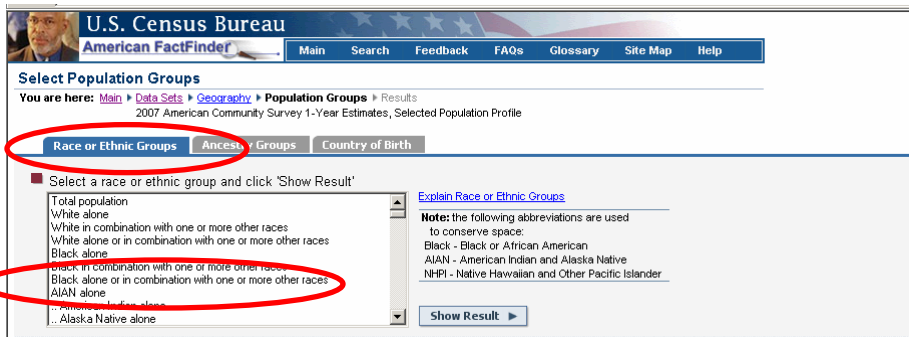 U.S. Census Bureau
American FactFinder
Main Search Feedback FAQs Glossary Site Map Help
Select Population Groups
You are here: Main ▶ Data Sets ▶ Geography ▶ Population Groups ▶ Results
2007 American Community Survey 1-Year Estimates, Selected Population Profile
Race or Ethnic Groups Ancestry Groups Country of Birth
Select a race or ethnic group and click 'Show Result'
Total population
White alone
White in combination with one or more other races
White alone or in combination with one or more other races
Black alone
Black in combination with one or more other races
Black alone or in combination with one or more other races
AIAN alone
.. American Indian alone
.. Alaska Native alone
Explain Race or Ethnic Groups
Note: the following abbreviations are used
to conserve space:
Black - Black or African American
AIAN - American Indian and Alaska Native
NHPI - Native Hawaiian and Other Pacific Islander
Show Result ▶